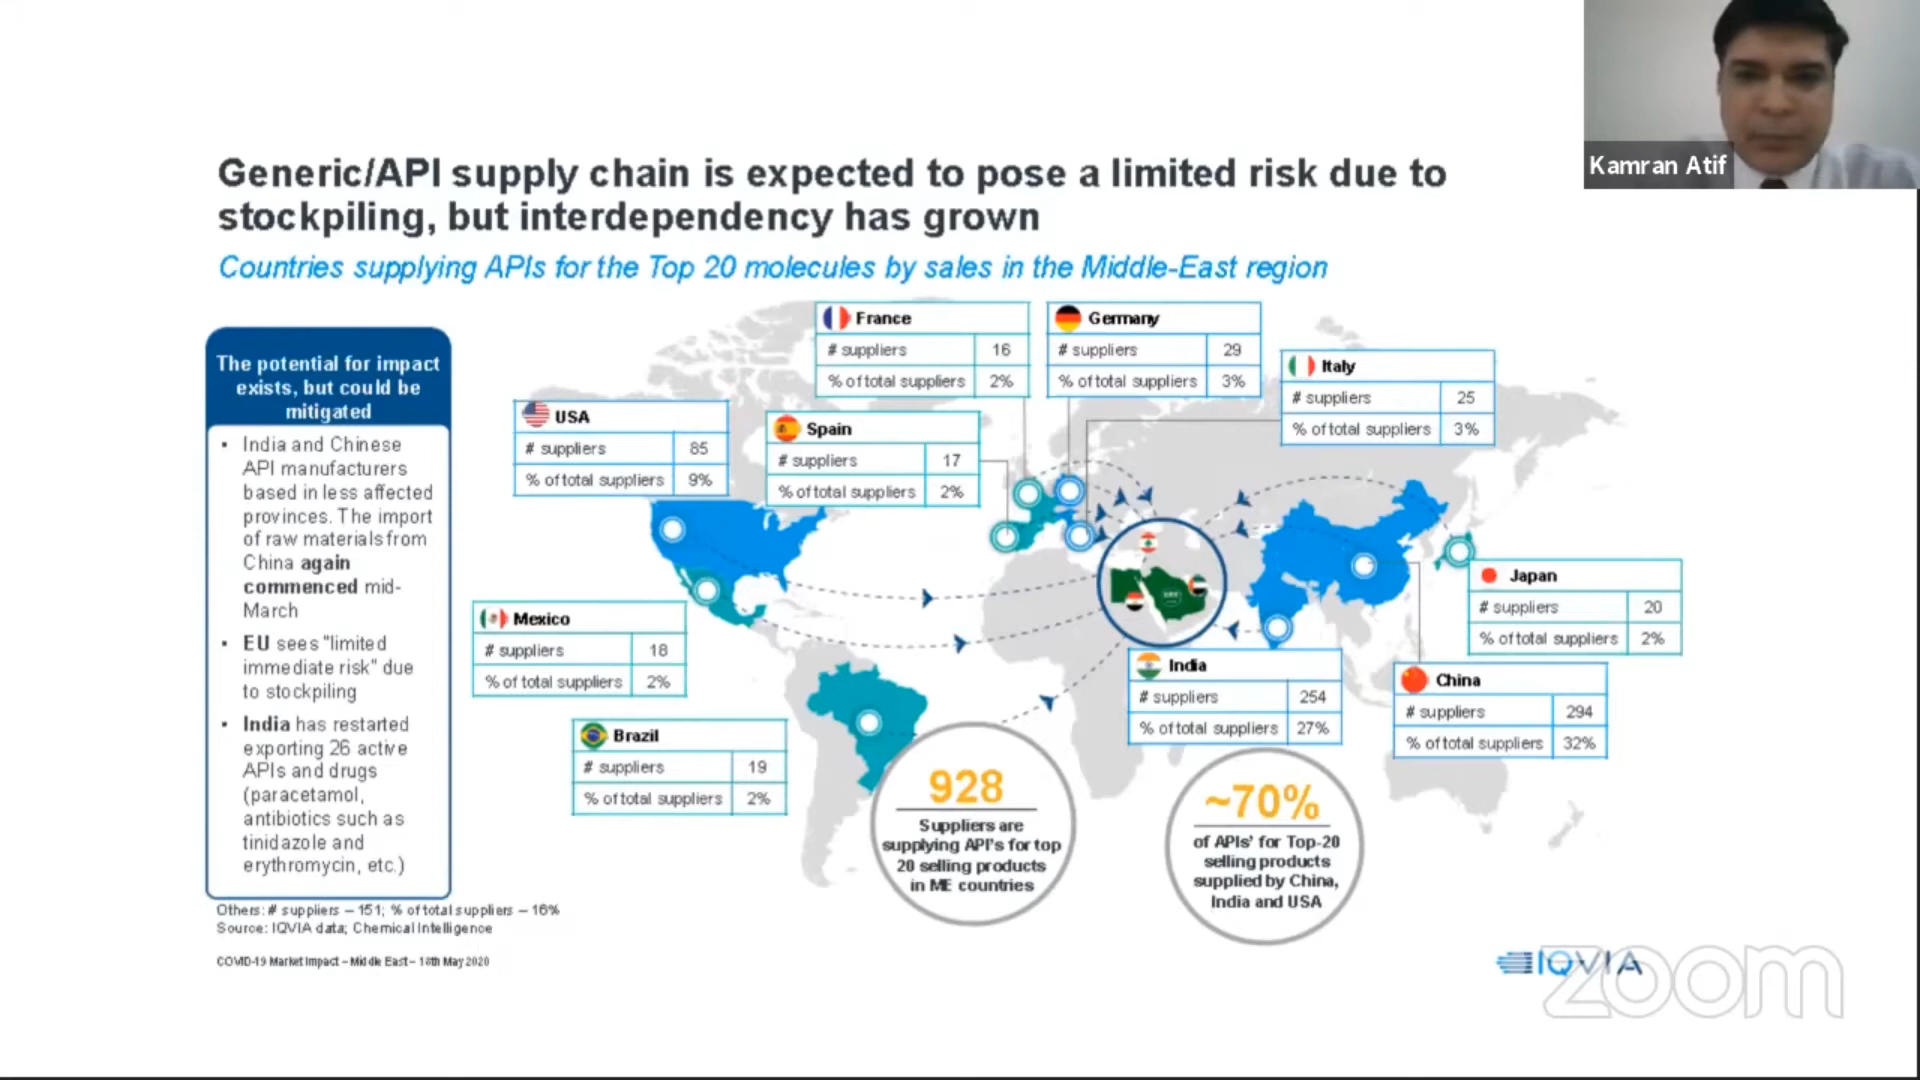 Kamran Atif
Generic/API supply chain is expected to pose a limited risk due to
stockpiling, but interdependency has grown
Countries supplying APIs for the Top 20 molecules by sales in the Middle-East region
The potential for impact
exists, but could be
mitigated
▪ India and Chinese
API manufacturers
based in less affected
provinces. The import
of raw materials from
China again
commenced mid-
March
▪ EU sees "limited
immediate risk" due
to stockpiling
▪ India has restarted
exporting 26 active
APIs and drugs
(paracetamol,
antibiotics such as
tinidazole and
erythromycin, etc.)
USA
# suppliers 85
% of total suppliers 9%
France
# suppliers 16
% of total suppliers 2%
Germany
# suppliers 29
% of total suppliers 3%
Italy
# suppliers 25
% of total suppliers 3%
Spain
# suppliers 17
% of total suppliers 2%
Mexico
# suppliers 18
% of total suppliers 2%
Brazil
# suppliers 19
% of total suppliers 2%
India
# suppliers 254
% of total suppliers 27%
Japan
# suppliers 20
% of total suppliers 2%
China
# suppliers 294
% of total suppliers 32%
928
Suppliers are
supplying API's for top
20 selling products
in ME countries
~70%
of APIs' for Top-20
selling products
supplied by China,
India and USA
Others: # suppliers – 151; % of total suppliers – 16%
Source: IQVIA data; Chemical Intelligence
COVID-19 Market Impact – Middle East – 18th May 2020
IQVIA
zoom